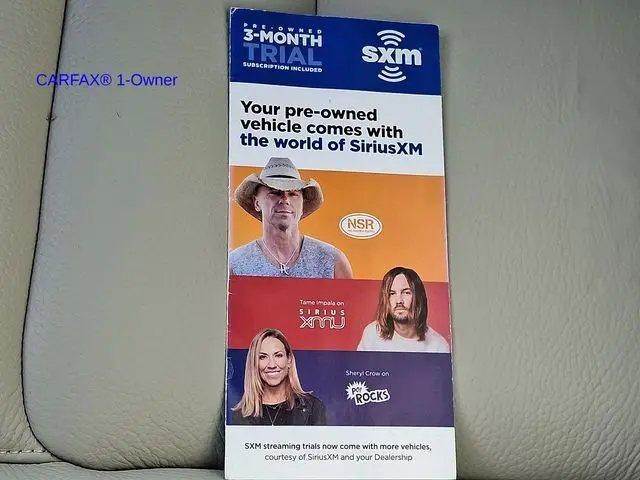 PRE-OWNED
3-MONTH
TRIAL
SUBSCRIPTION INCLUDED
sxm
CARFAX® 1-Owner
Your pre-owned
vehicle comes with
the world of SiriusXM
NSR
Tame Impala on
SIRIUS
XMU
Sheryl Crow on
POP
ROCKS
SXM streaming trials now come with more vehicles,
courtesy of SiriusXM and your Dealership